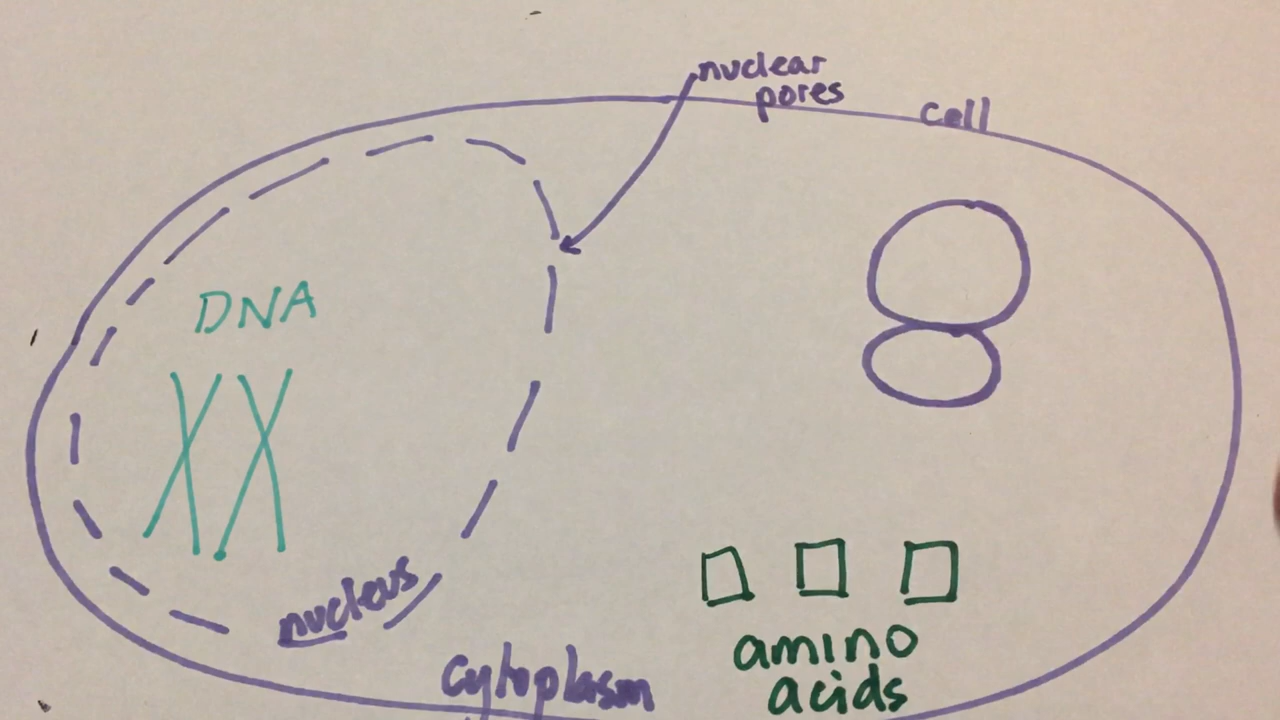 nuclear
pores
cell
DNA
nucleus
cytoplasm
amino
acids